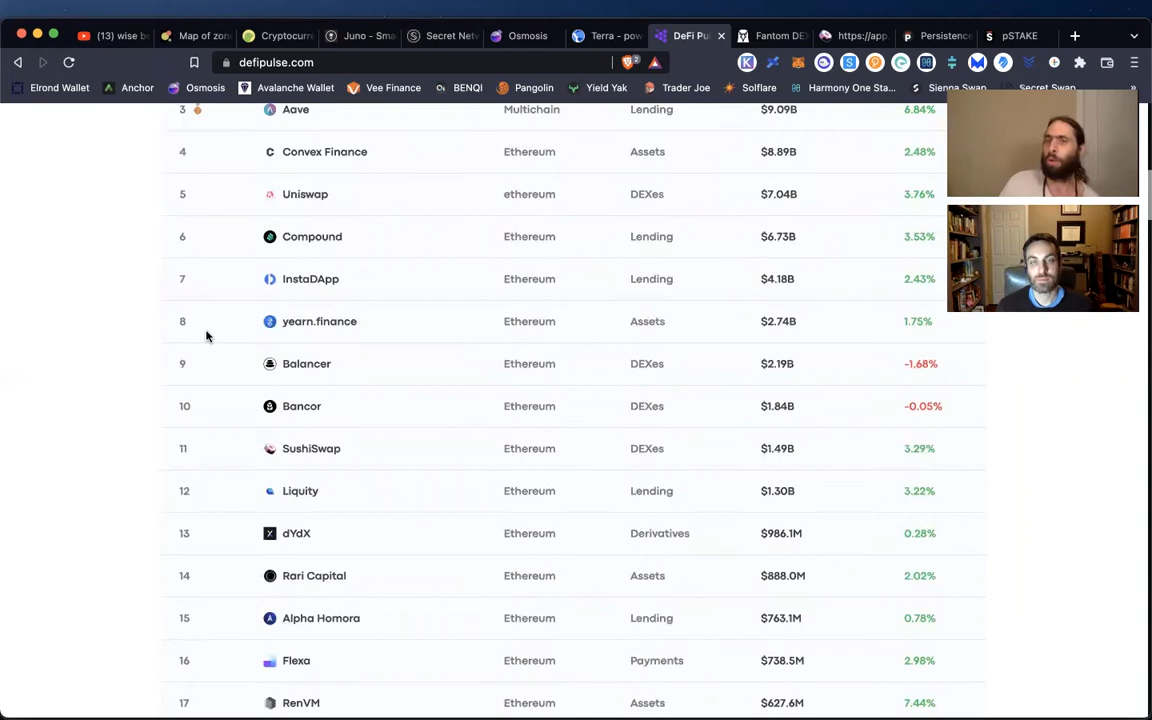 (13) wise be
Map of zone
Cryptocurre
Juno - Sma
Secret Netv
Osmosis
Terra - pow
DeFi Pul
Fantom DEX
https://app.
Persistence
pSTAKE
defipulse.com
2
Elrond Wallet
Anchor
Osmosis
Avalanche Wallet
Vee Finance
BENQI
Pangolin
Yield Yak
Trader Joe
Solflare
Harmony One Sta...
Sienna Swap
Secret Swap
»
3 Aave Multichain Lending $9.09B 6.84%
4 Convex Finance Ethereum Assets $8.89B 2.48%
5 Uniswap ethereum DEXes $7.04B 3.76%
6 Compound Ethereum Lending $6.73B 3.53%
7 InstaDApp Ethereum Lending $4.18B 2.43%
8 yearn.finance Ethereum Assets $2.74B 1.75%
9 Balancer Ethereum DEXes $2.19B -1.68%
10 Bancor Ethereum DEXes $1.84B -0.05%
11 SushiSwap Ethereum DEXes $1.49B 3.29%
12 Liquity Ethereum Lending $1.30B 3.22%
13 dYdX Ethereum Derivatives $986.1M 0.28%
14 Rari Capital Ethereum Assets $888.0M 2.02%
15 Alpha Homora Ethereum Lending $763.1M 0.78%
16 Flexa Ethereum Payments $738.5M 2.98%
17 RenVM Ethereum Assets $627.6M 7.44%